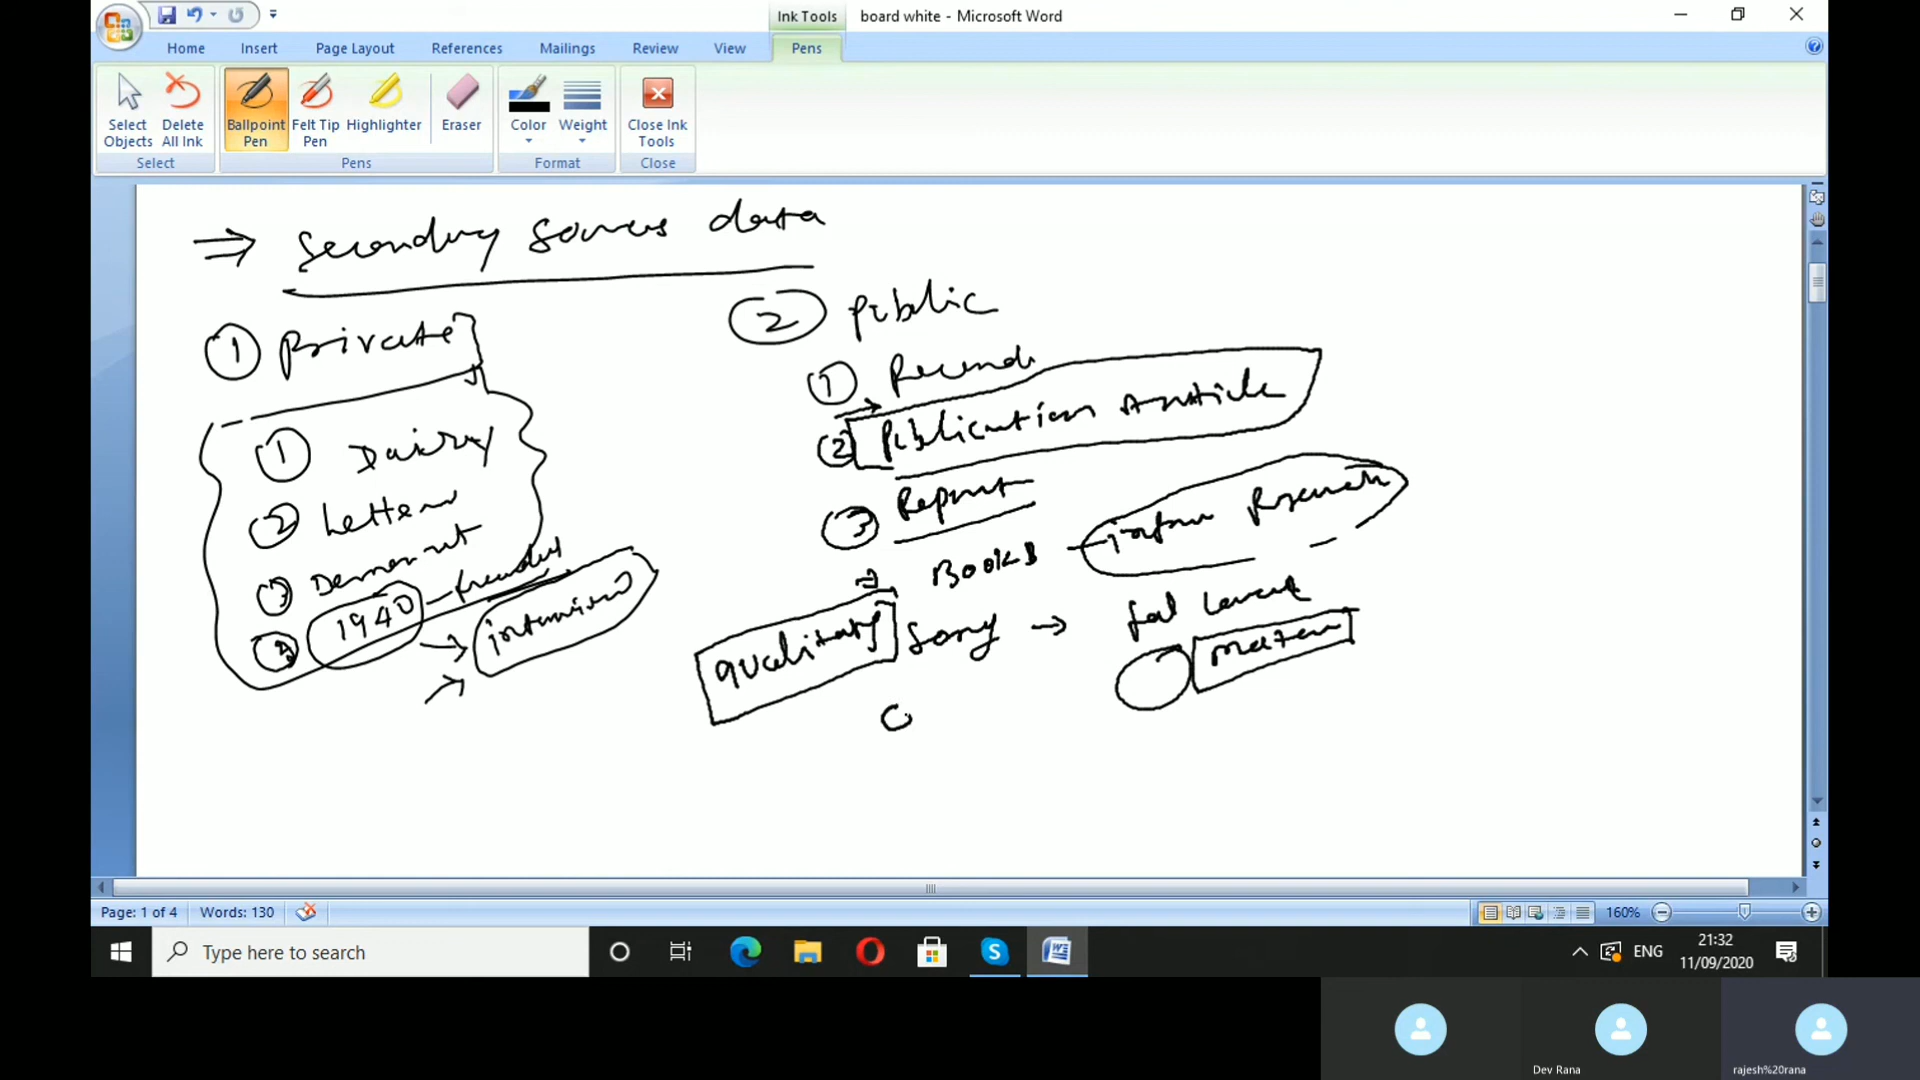 board white - Microsoft Word
Ink Tools
Home Insert Page Layout References Mailings Review View Pens
Select Objects
Delete All Ink
Ballpoint Pen
Felt Tip Pen
Highlighter
Eraser
Color
Weight
Close Ink Tools
Select
Pens
Format
Close
⇒ Secondary Sources data
① Private
① Dairy
② Letters
③
④ 1940 →
② Public
①
② Publication Article
③ Report
Books
Song →
qualitaty
Page: 1 of 4 Words: 130
160%
W
Type here to search
S
W
ENG
21:32
11/09/2020
Dev Rana
rajesh%20rana